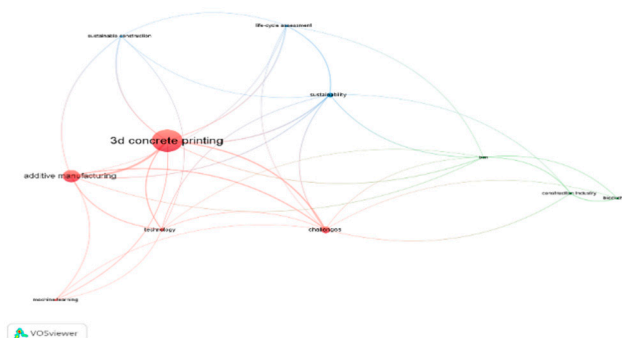 life-cycle assessment
sustainable construction
sustainability
3d concrete printing
additive manufacturing
construction industry
technology
challenges
machine learning
VOSviewer